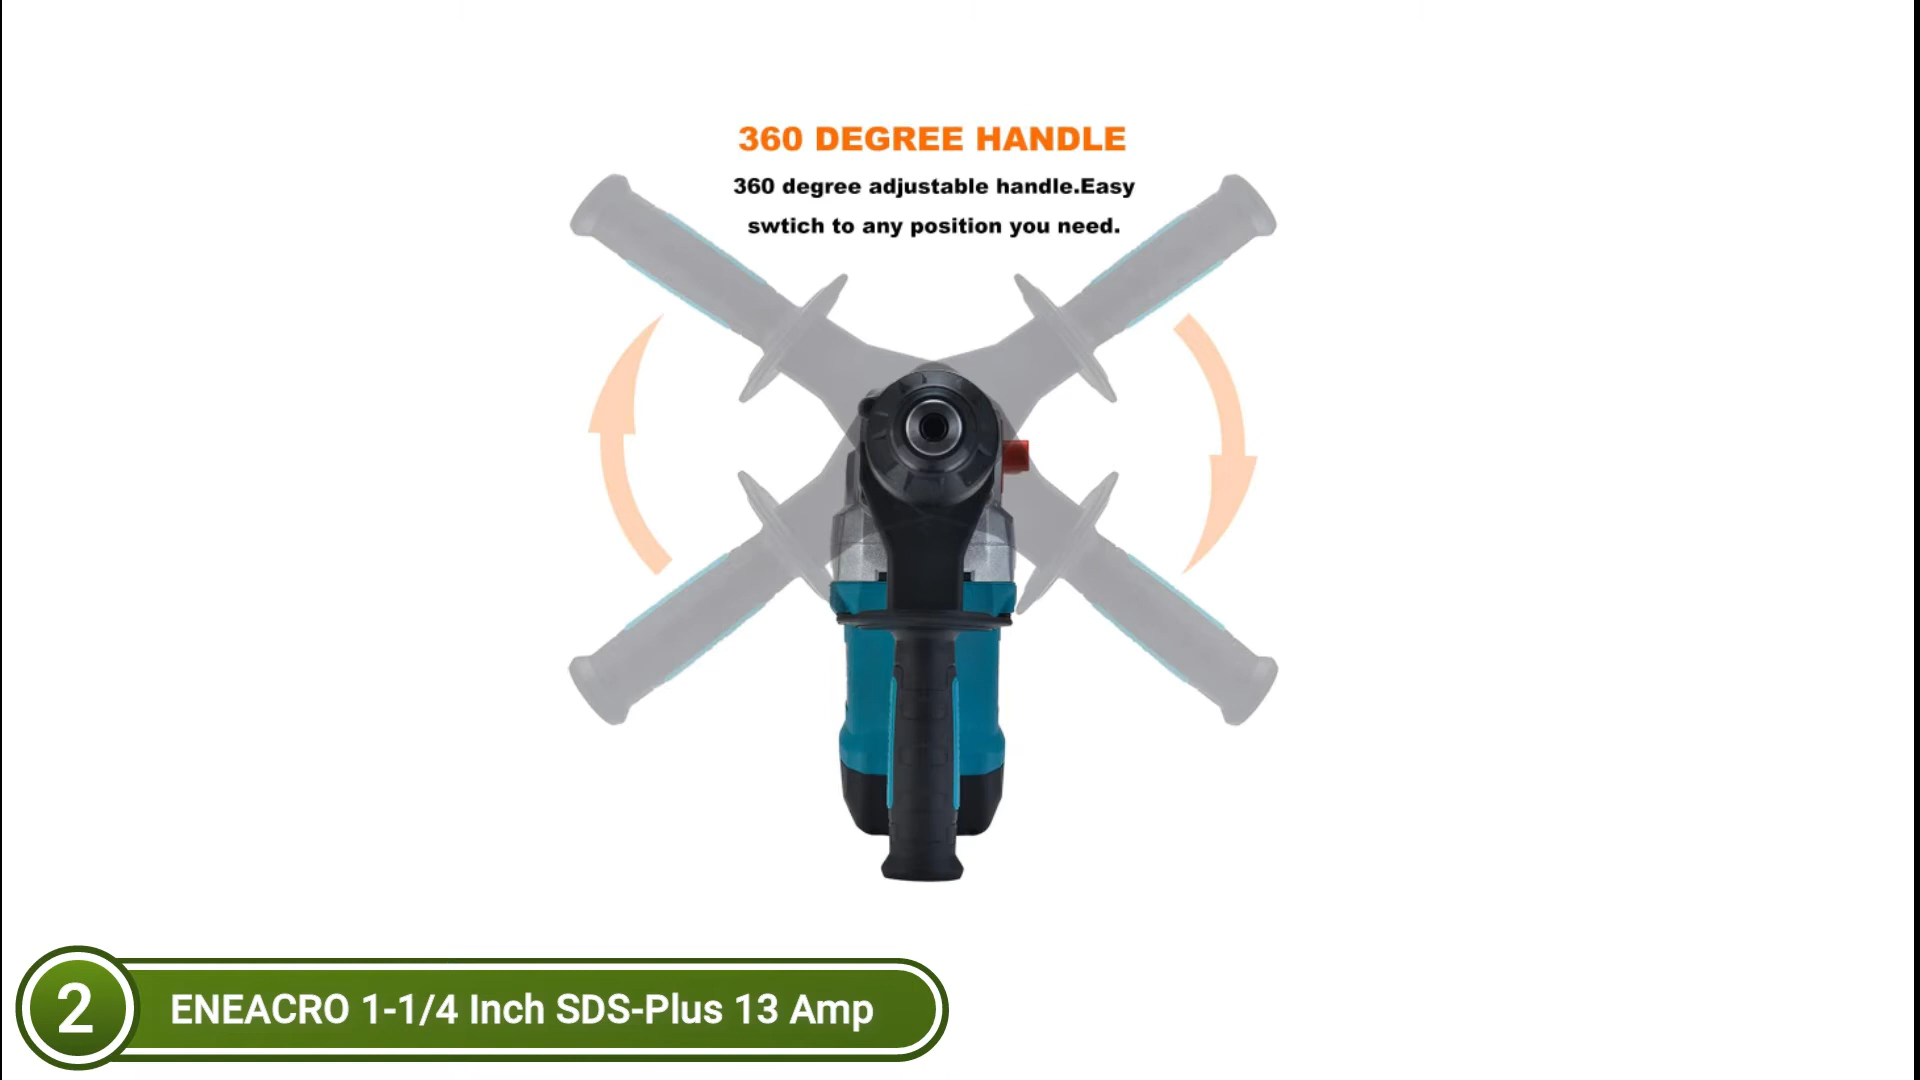 360 DEGREE HANDLE
360 degree adjustable handle.Easy
swtich to any position you need.
2
ENEACRO 1-1/4 Inch SDS-Plus 13 Amp